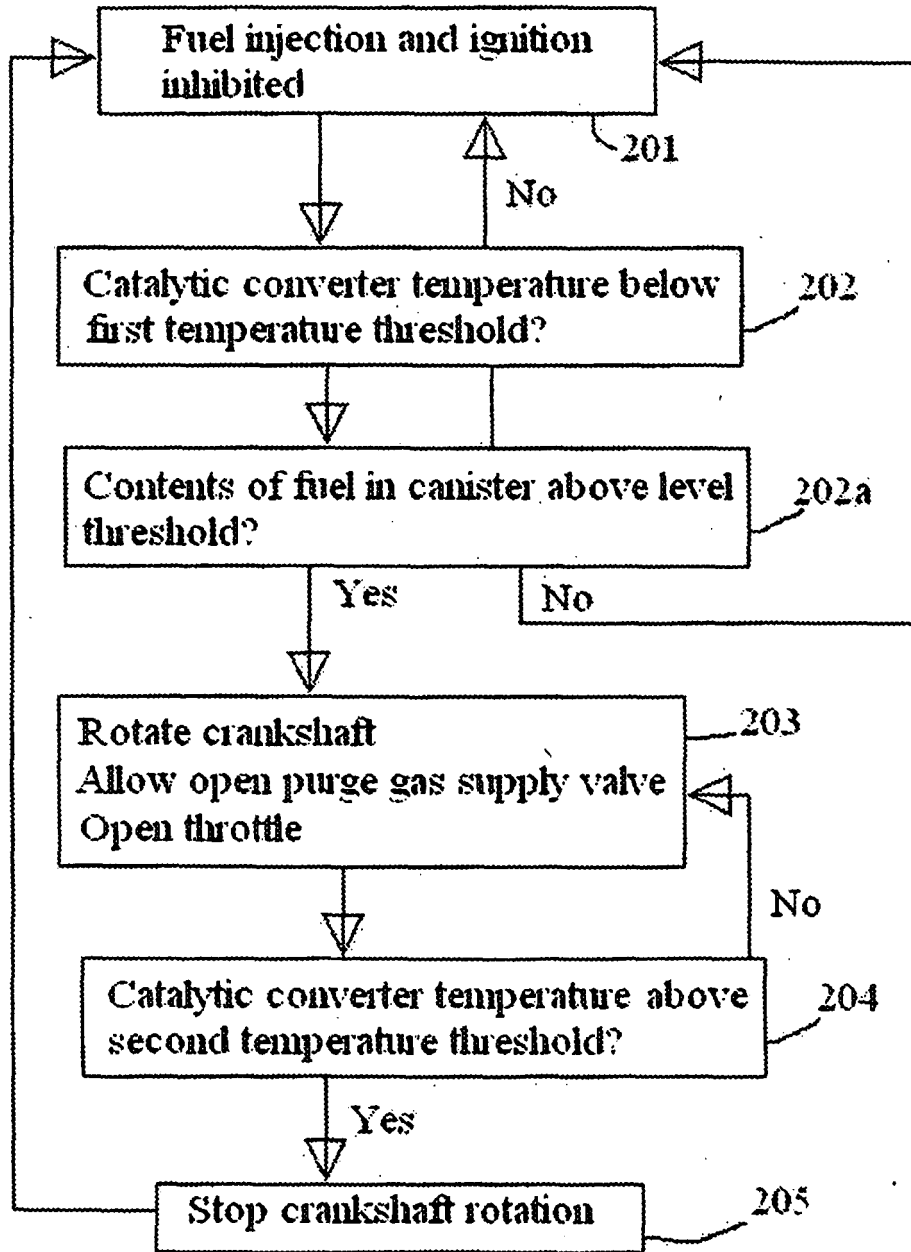 Fuel injection and ignition
inhibited
201
No
Catalytic converter temperature below
first temperature threshold?
202
Contents of fuel in canister above level
threshold?
202a
Yes
No
Rotate crankshaft
Allow open purge gas supply valve
Open throttle
203
No
Catalytic converter temperature above
second temperature threshold?
204
Yes
Stop crankshaft rotation
205